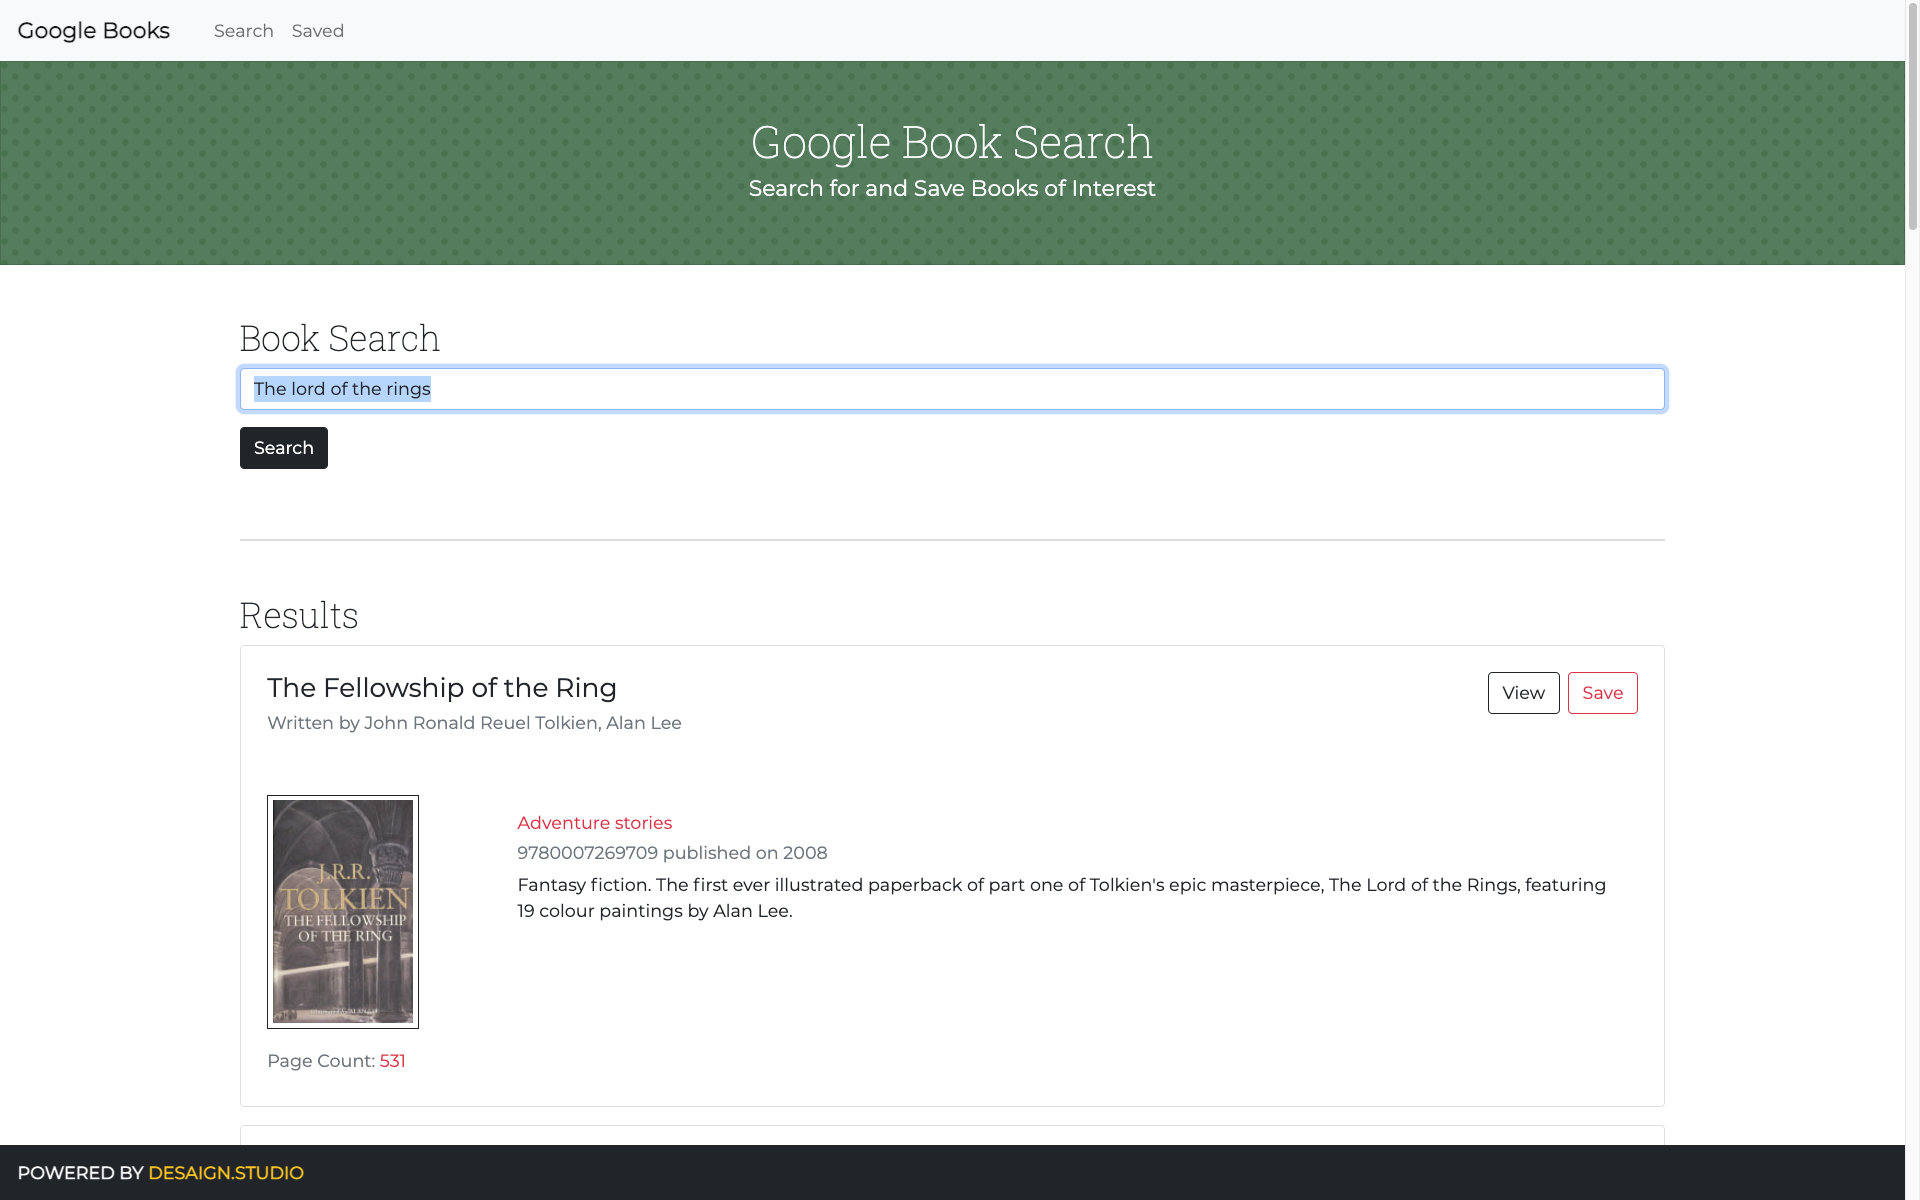 Google Books
Search
Saved
Google Book Search
Search for and Save Books of Interest
Book Search
The lord of the rings
Search
Results
The Fellowship of the Ring
Written by John Ronald Reuel Tolkien, Alan Lee
View
Save
J.R.R.
TOLKIEN
THE FELLOWSHIP
OF THE RING
Adventure stories
9780007269709 published on 2008
Fantasy fiction. The first ever illustrated paperback of part one of Tolkien's epic masterpiece, The Lord of the Rings, featuring
19 colour paintings by Alan Lee.
Page Count: 531
POWERED BY DESAIGN.STUDIO